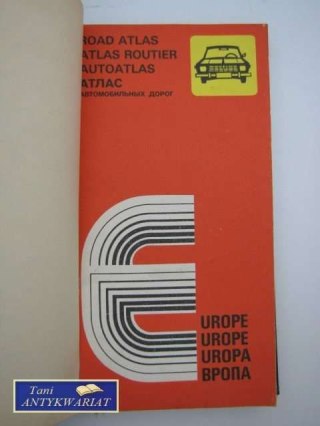 ROAD ATLAS
ATLAS ROUTIER
AUTOATLAS
АТЛАС
АВТОМОБИЛЬНЫХ ДОРОГ
E
UROPE
UROPE
UROPA
ВРОПА
Tani
ANTYKWARIAT